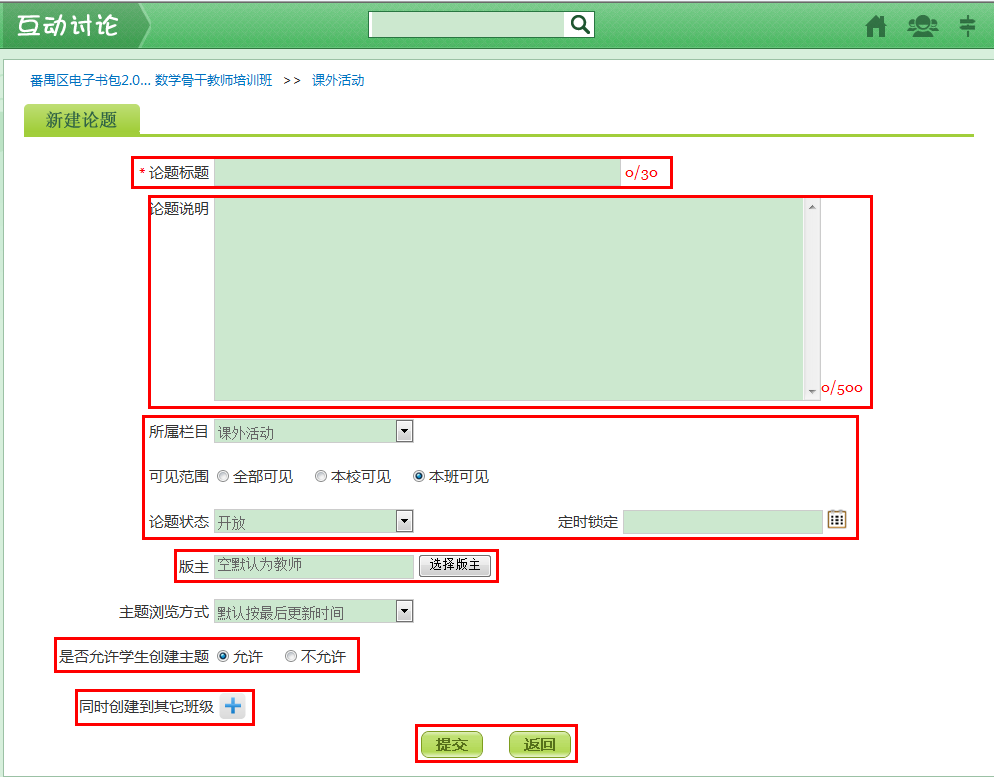 互动讨论
番禺区电子书包2.0... 数学骨干教师培训班 >> 课外活动
新建论题
* 论题标题 0/30
论题说明
0/500
所属栏目 课外活动
可见范围 全部可见 本校可见 本班可见
论题状态 开放 定时锁定
版主 空默认为教师 选择版主
主题浏览方式 默认按最后更新时间
是否允许学生创建主题 允许 不允许
同时创建到其它班级
提交 返回